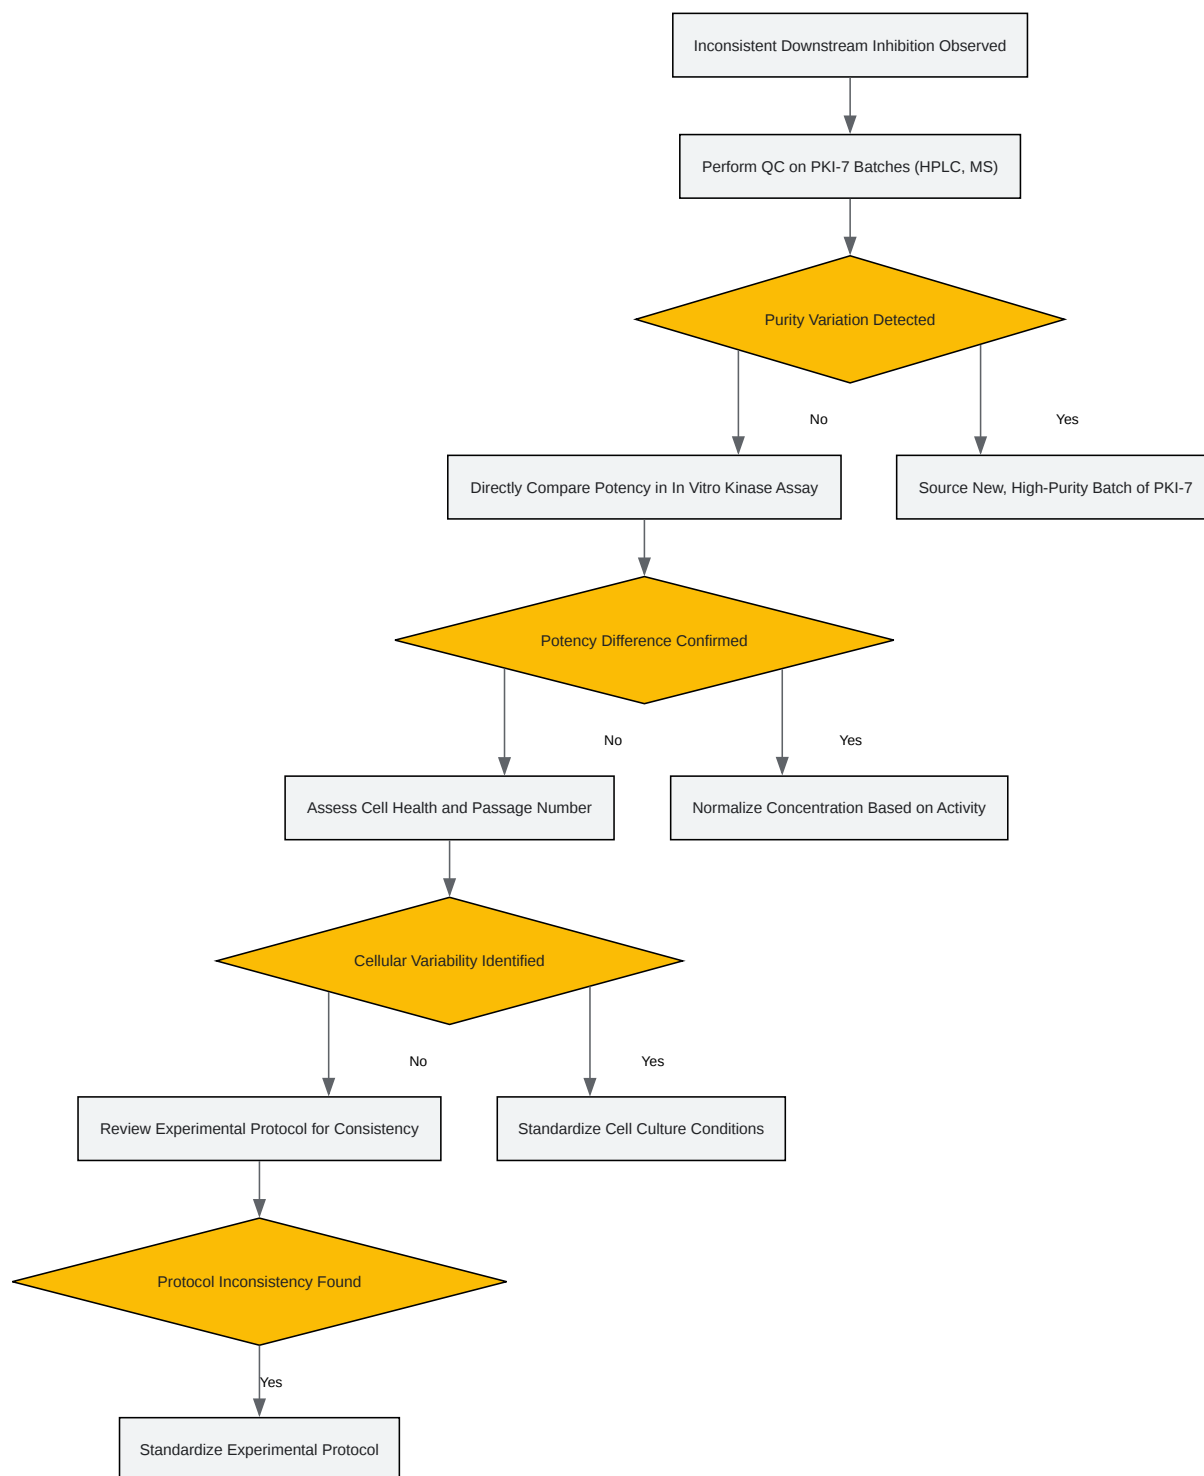 Inconsistent Downstream Inhibition Observed
Perform QC on PKI-7 Batches (HPLC, MS)
Purity Variation Detected
No
Yes
Directly Compare Potency in In Vitro Kinase Assay
Source New, High-Purity Batch of PKI-7
Potency Difference Confirmed
No
Yes
Assess Cell Health and Passage Number
Normalize Concentration Based on Activity
Cellular Variability Identified
No
Yes
Review Experimental Protocol for Consistency
Standardize Cell Culture Conditions
Protocol Inconsistency Found
Yes
Standardize Experimental Protocol